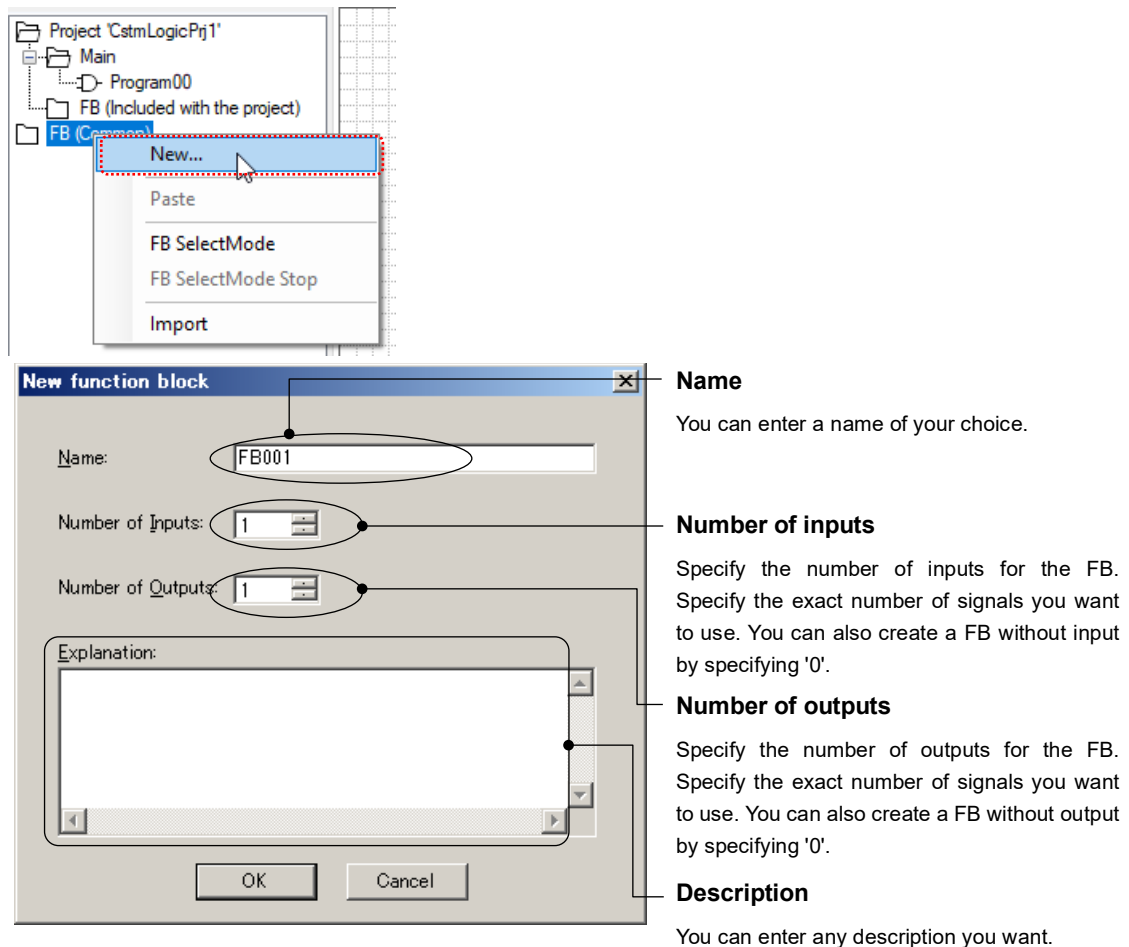 Project 'CstmLogicPrj1'
Main
Program00
FB (Included with the project)
FB (Common)
New...
Paste
FB SelectMode
FB SelectMode Stop
Import
New function block
Name:
FB001
Number of Inputs:
1
Number of Outputs:
1
Explanation:
OK
Cancel
Name
You can enter a name of your choice.
Number of inputs
Specify the number of inputs for the FB.
Specify the exact number of signals you want
to use. You can also create a FB without input
by specifying '0'.
Number of outputs
Specify the number of outputs for the FB.
Specify the exact number of signals you want
to use. You can also create a FB without output
by specifying '0'.
Description
You can enter any description you want.